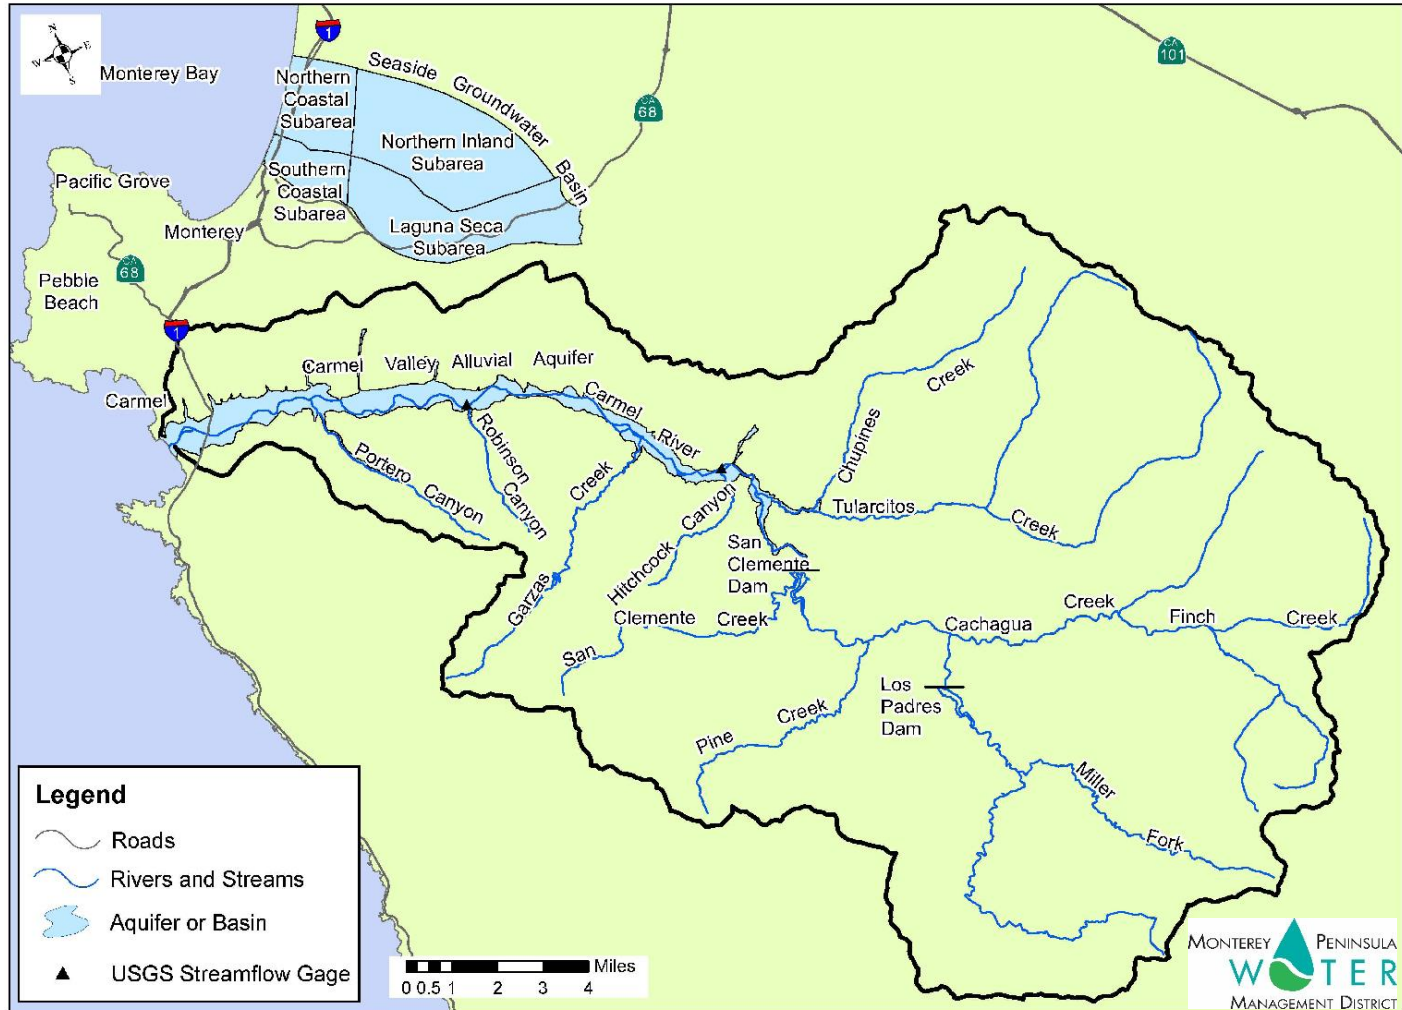 N
E
W
S
1
Monterey Bay
Northern
Coastal
Subarea
Seaside Groundwater Basin
CA
68
CA
101
Northern Inland
Subarea
Southern
Coastal
Subarea
Laguna Seca
Subarea
Pacific Grove
Monterey
CA
68
Pebble
Beach
1
Carmel
Carmel Valley Alluvial Aquifer
Carmel River
Portero Canyon
Robinson Canyon
Garzas Creek
Hitchcock Canyon
Chupines Creek
Tularcitos Creek
San
Clemente
Dam
San Clemente Creek
Cachagua Creek
Finch Creek
Pine Creek
Los
Padres
Dam
Miller Fork
Legend
Roads
Rivers and Streams
Aquifer or Basin
USGS Streamflow Gage
Miles
0 0.5 1 2 3 4
MONTEREY PENINSULA
WATER
MANAGEMENT DISTRICT